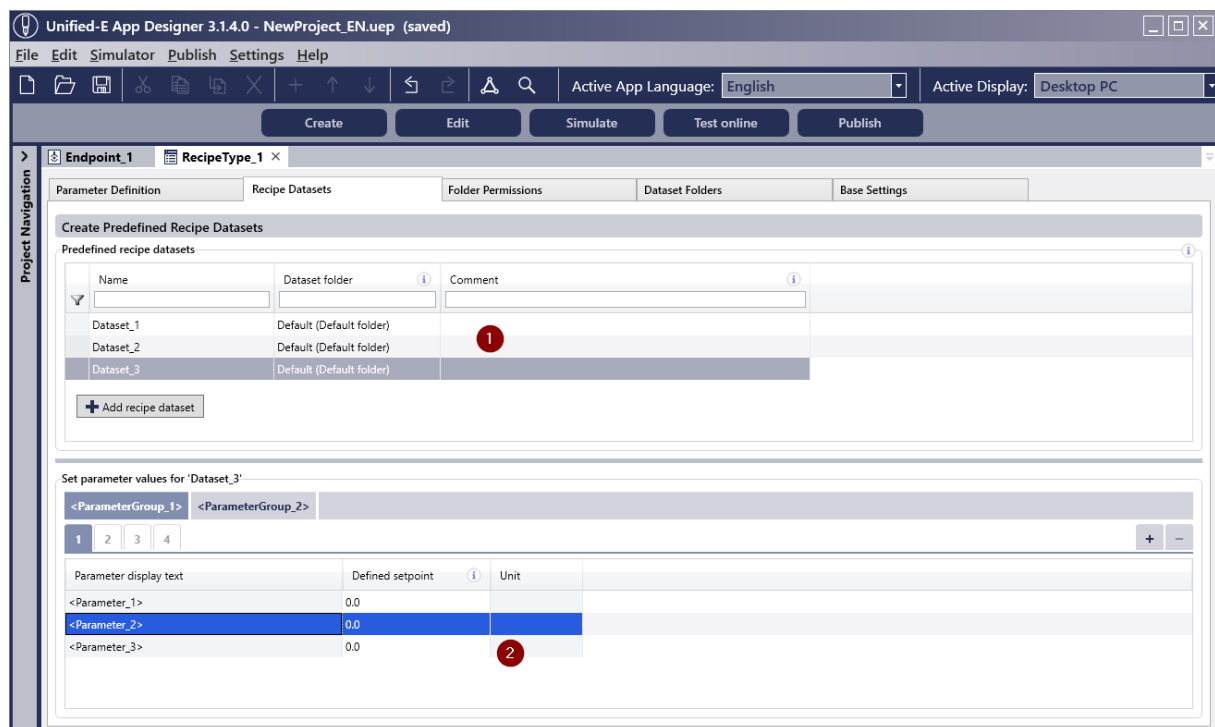 Unified-E App Designer 3.1.4.0 - NewProject_EN.uep (saved)
File Edit Simulator Publish Settings Help
Active App Language: English Active Display: Desktop PC
Create Edit Simulate Test online Publish
Project Navigation
Endpoint_1 RecipeType_1
Parameter Definition Recipe Datasets Folder Permissions Dataset Folders Base Settings
Create Predefined Recipe Datasets
Predefined recipe datasets
Name Dataset folder Comment
Dataset_1 Default (Default folder)
1
Dataset_2 Default (Default folder)
Dataset_3 Default (Default folder)
Add recipe dataset
Set parameter values for 'Dataset_3'
<ParameterGroup_1> <ParameterGroup_2>
1 2 3 4 + −
Parameter display text Defined setpoint Unit
<Parameter_1> 0.0
<Parameter_2> 0.0
<Parameter_3> 0.0
2